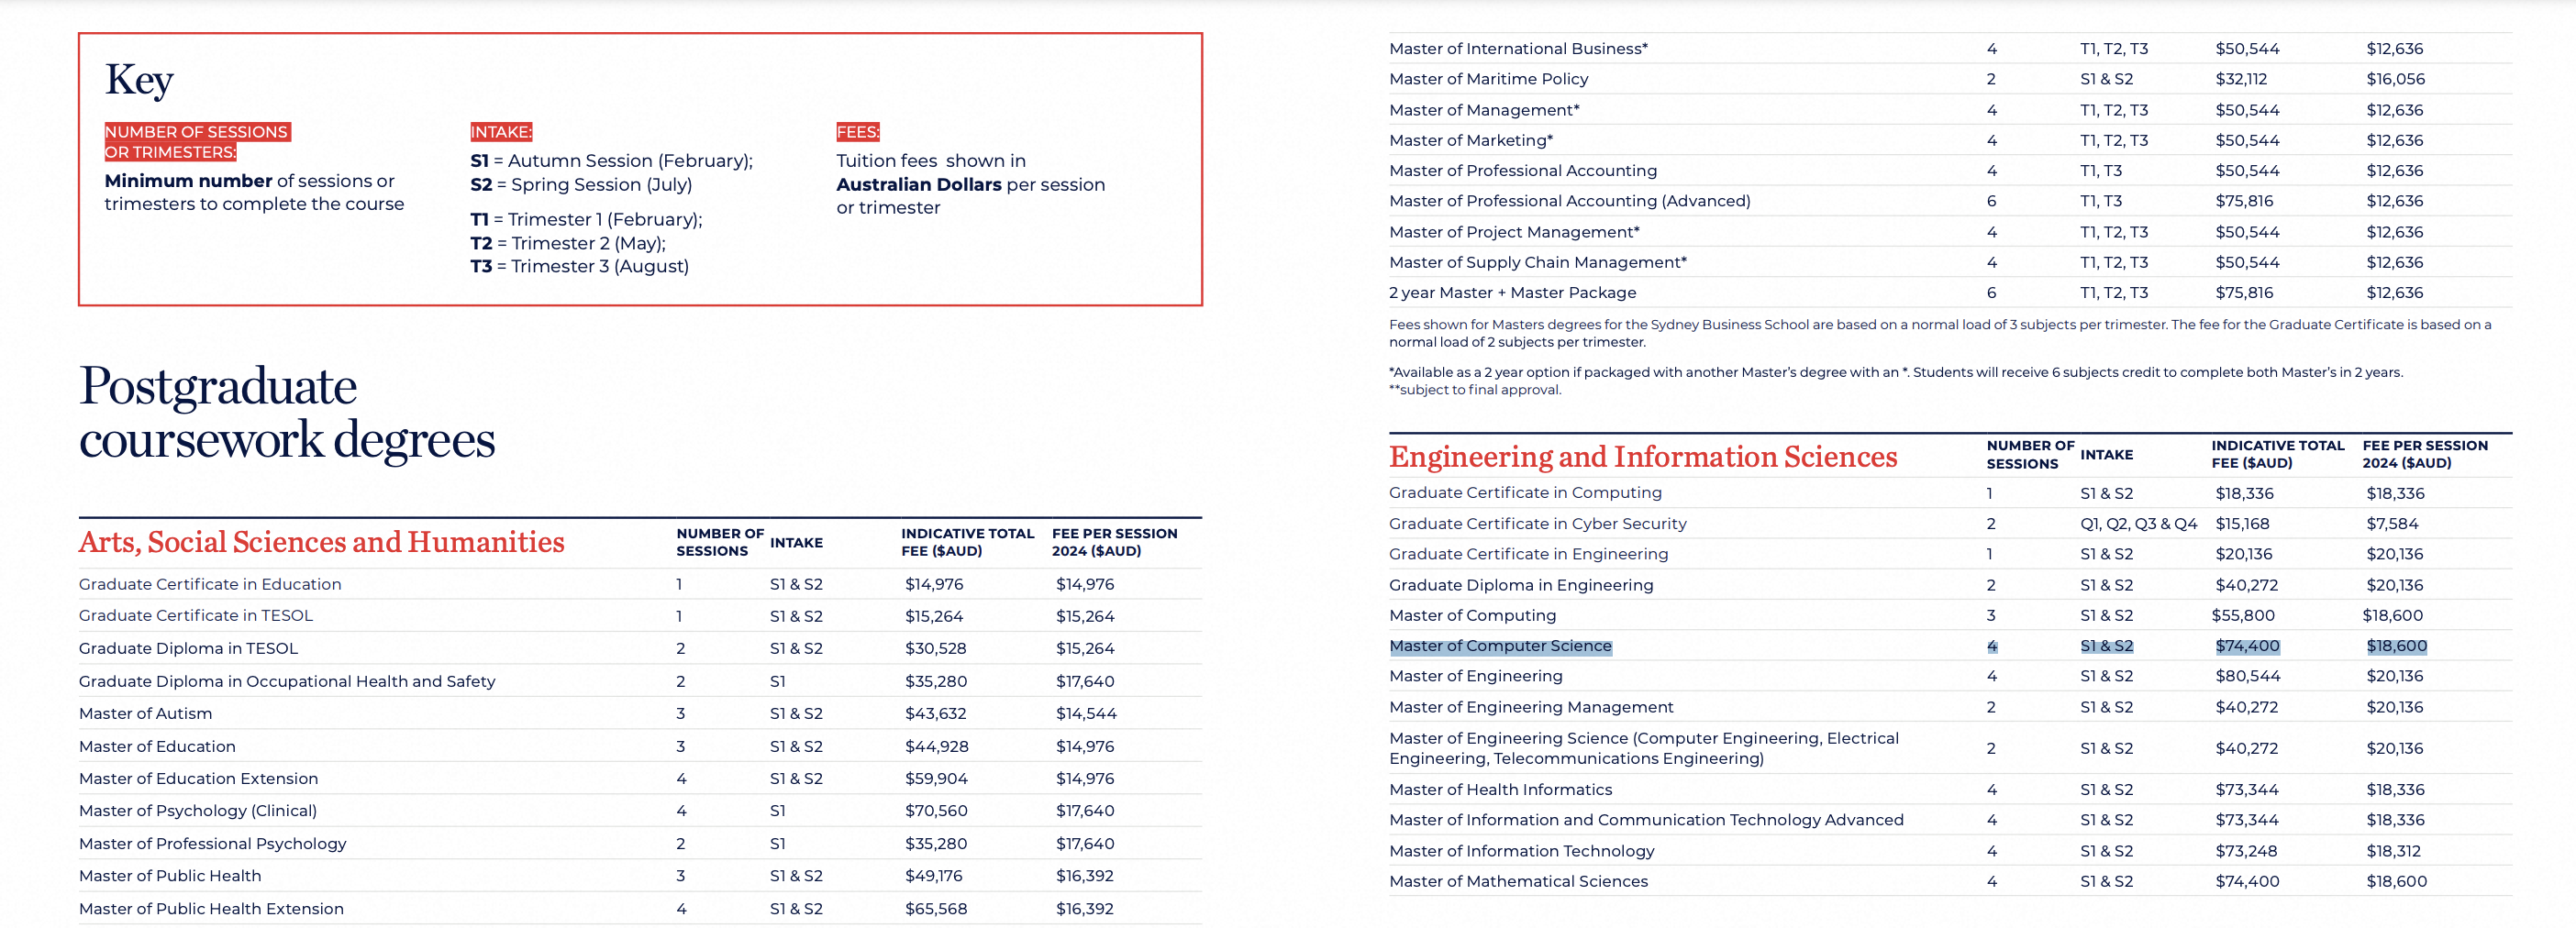 Key
NUMBER OF SESSIONS
OR TRIMESTERS:
Minimum number of sessions or
trimesters to complete the course
INTAKE:
S1 = Autumn Session (February);
S2 = Spring Session (July)
T1 = Trimester 1 (February);
T2 = Trimester 2 (May);
T3 = Trimester 3 (August)
FEES:
Tuition fees shown in
Australian Dollars per session
or trimester
Postgraduate
coursework degrees
Arts, Social Sciences and Humanities NUMBER OF SESSIONS INTAKE INDICATIVE TOTAL FEE ($AUD) FEE PER SESSION 2024 ($AUD)
Graduate Certificate in Education 1 S1 & S2 $14,976 $14,976
Graduate Certificate in TESOL 1 S1 & S2 $15,264 $15,264
Graduate Diploma in TESOL 2 S1 & S2 $30,528 $15,264
Graduate Diploma in Occupational Health and Safety 2 S1 $35,280 $17,640
Master of Autism 3 S1 & S2 $43,632 $14,544
Master of Education 3 S1 & S2 $44,928 $14,976
Master of Education Extension 4 S1 & S2 $59,904 $14,976
Master of Psychology (Clinical) 4 S1 $70,560 $17,640
Master of Professional Psychology 2 S1 $35,280 $17,640
Master of Public Health 3 S1 & S2 $49,176 $16,392
Master of Public Health Extension 4 S1 & S2 $65,568 $16,392
Master of International Business* 4 T1, T2, T3 $50,544 $12,636
Master of Maritime Policy 2 S1 & S2 $32,112 $16,056
Master of Management* 4 T1, T2, T3 $50,544 $12,636
Master of Marketing* 4 T1, T2, T3 $50,544 $12,636
Master of Professional Accounting 4 T1, T3 $50,544 $12,636
Master of Professional Accounting (Advanced) 6 T1, T3 $75,816 $12,636
Master of Project Management* 4 T1, T2, T3 $50,544 $12,636
Master of Supply Chain Management* 4 T1, T2, T3 $50,544 $12,636
2 year Master + Master Package 6 T1, T2, T3 $75,816 $12,636
Fees shown for Masters degrees for the Sydney Business School are based on a normal load of 3 subjects per trimester. The fee for the Graduate Certificate is based on a
normal load of 2 subjects per trimester.
*Available as a 2 year option if packaged with another Master's degree with an *. Students will receive 6 subjects credit to complete both Master's in 2 years.
**subject to final approval.
Engineering and Information Sciences NUMBER OF SESSIONS INTAKE INDICATIVE TOTAL FEE ($AUD) FEE PER SESSION 2024 ($AUD)
Graduate Certificate in Computing 1 S1 & S2 $18,336 $18,336
Graduate Certificate in Cyber Security 2 Q1, Q2, Q3 & Q4 $15,168 $7,584
Graduate Certificate in Engineering 1 S1 & S2 $20,136 $20,136
Graduate Diploma in Engineering 2 S1 & S2 $40,272 $20,136
Master of Computing 3 S1 & S2 $55,800 $18,600
Master of Computer Science 4 S1 & S2 $74,400 $18,600
Master of Engineering 4 S1 & S2 $80,544 $20,136
Master of Engineering Management 2 S1 & S2 $40,272 $20,136
Master of Engineering Science (Computer Engineering, Electrical
Engineering, Telecommunications Engineering) 2 S1 & S2 $40,272 $20,136
Master of Health Informatics 4 S1 & S2 $73,344 $18,336
Master of Information and Communication Technology Advanced 4 S1 & S2 $73,344 $18,336
Master of Information Technology 4 S1 & S2 $73,248 $18,312
Master of Mathematical Sciences 4 S1 & S2 $74,400 $18,600